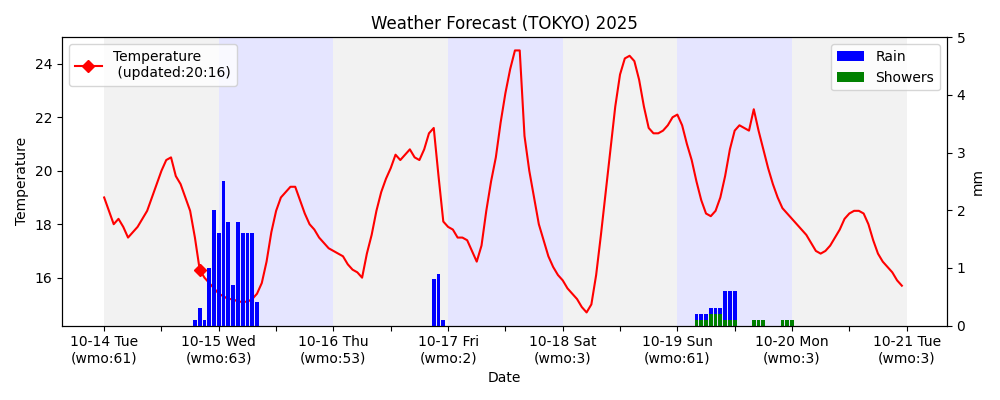 Weather Forecast (TOKYO) 2025
Temperature
(updated:20:16)
Rain
Showers
24
22
20
18
16
Temperature
5
4
3
2
1
0
mm
10-14 Tue
(wmo:61)
10-15 Wed
(wmo:63)
10-16 Thu
(wmo:53)
10-17 Fri
(wmo:2)
10-18 Sat
(wmo:3)
10-19 Sun
(wmo:61)
10-20 Mon
(wmo:3)
10-21 Tue
(wmo:3)
Date